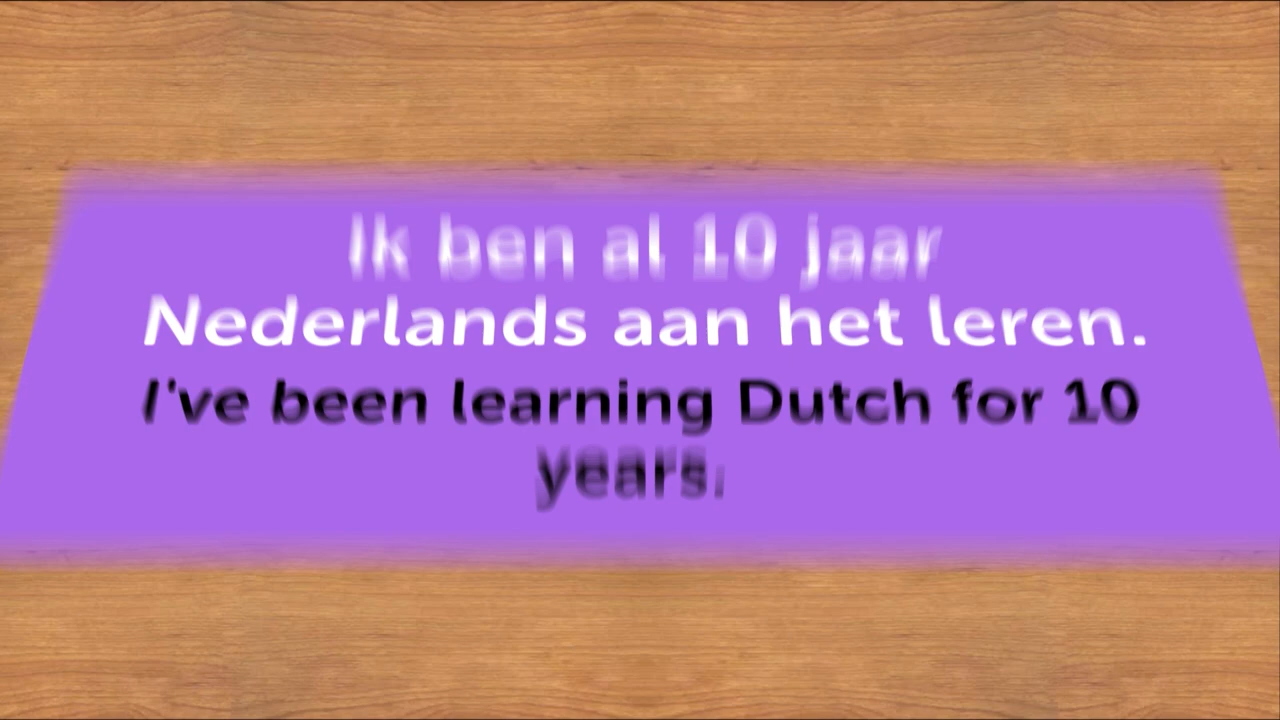 Ik ben al 10 jaar
Nederlands aan het leren.
I've been learning Dutch for 10
years.